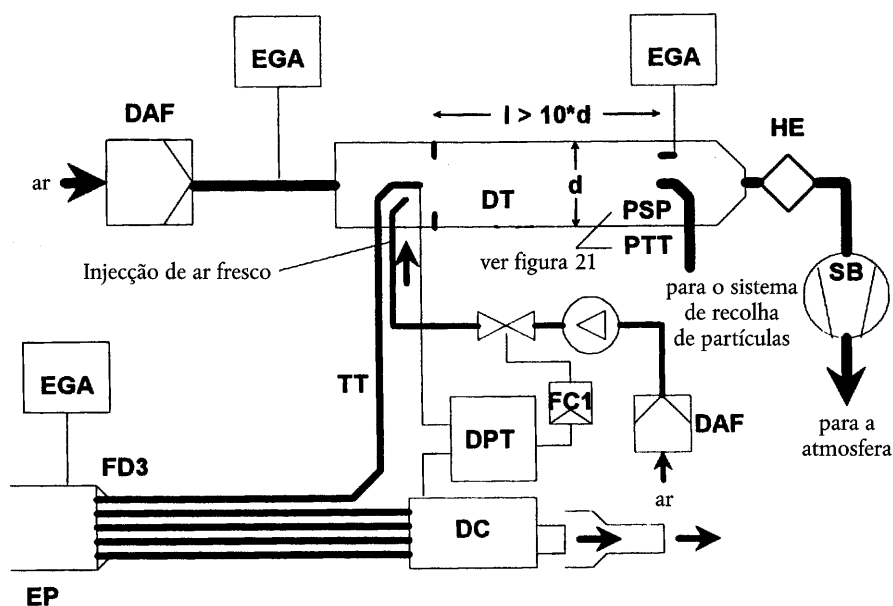 EGA
EGA
DAF
l > 10*d
HE
ar
d
DT
PSP
PTT
SB
Injecção de ar fresco
ver figura 21
para o sistema
de recolha
de partículas
EGA
TT
FC1
DAF
para a
atmosfera
DPT
FD3
ar
DC
EP